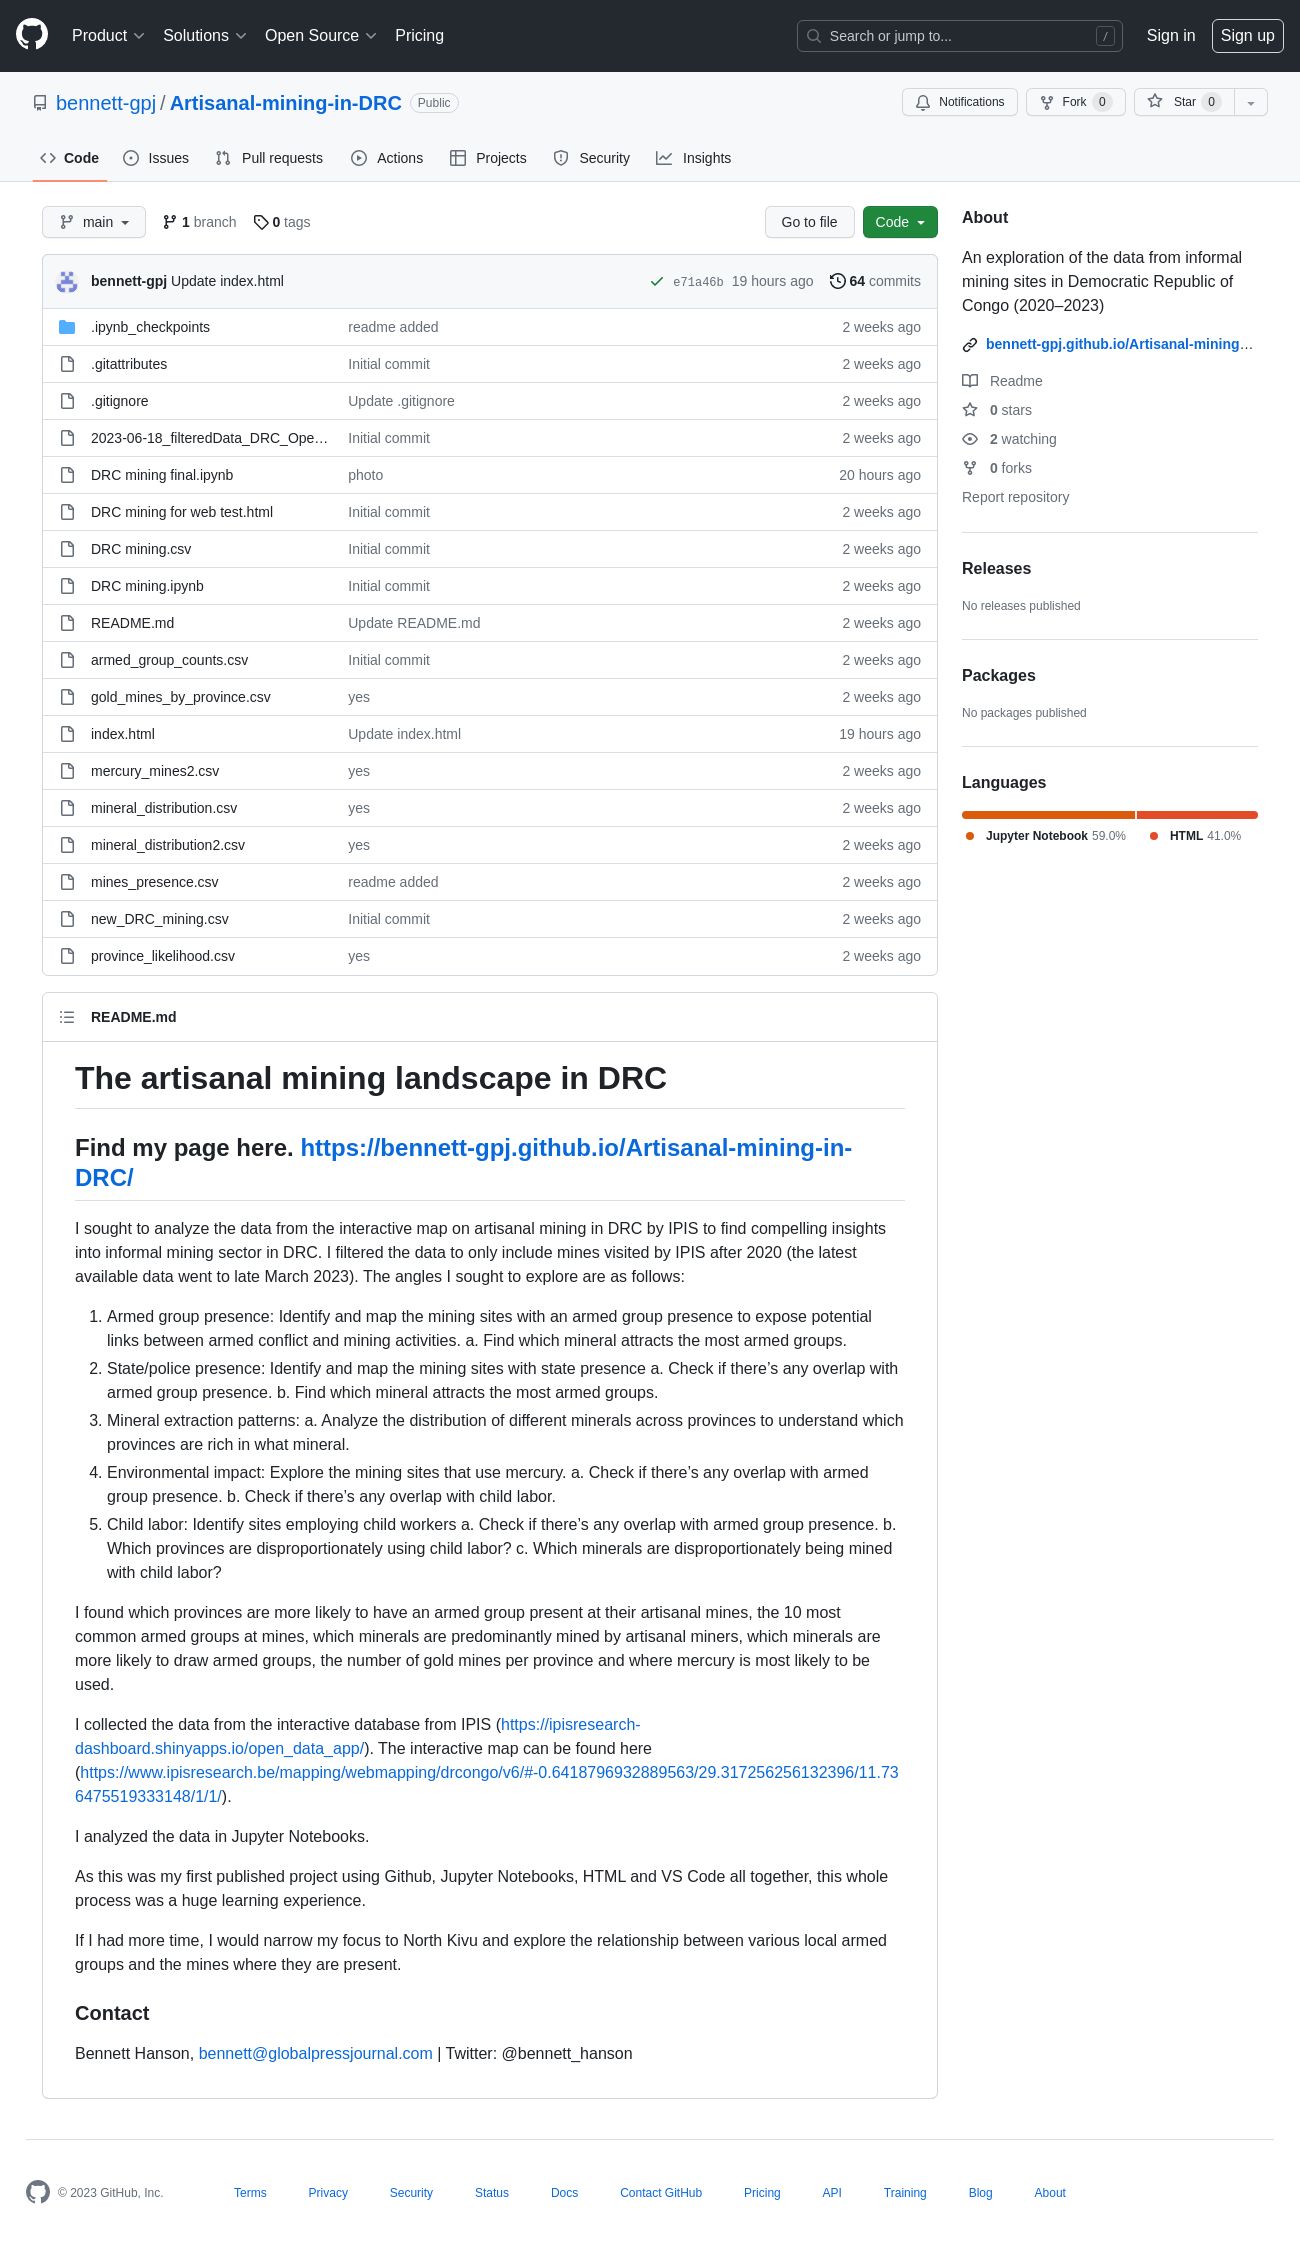 Product Solutions Open Source Pricing Search or jump to... / Sign in Sign up
bennett-gpj / Artisanal-mining-in-DRC Public Notifications Fork 0 Star 0
Code Issues Pull requests Actions Projects Security Insights
main 1 branch 0 tags Go to file Code
bennett-gpj Update index.html e71a46b 19 hours ago 64 commits
.ipynb_checkpoints readme added 2 weeks ago
.gitattributes Initial commit 2 weeks ago
.gitignore Update .gitignore 2 weeks ago
2023-06-18_filteredData_DRC_Ope… Initial commit 2 weeks ago
DRC mining final.ipynb photo 20 hours ago
DRC mining for web test.html Initial commit 2 weeks ago
DRC mining.csv Initial commit 2 weeks ago
DRC mining.ipynb Initial commit 2 weeks ago
README.md Update README.md 2 weeks ago
armed_group_counts.csv Initial commit 2 weeks ago
gold_mines_by_province.csv yes 2 weeks ago
index.html Update index.html 19 hours ago
mercury_mines2.csv yes 2 weeks ago
mineral_distribution.csv yes 2 weeks ago
mineral_distribution2.csv yes 2 weeks ago
mines_presence.csv readme added 2 weeks ago
new_DRC_mining.csv Initial commit 2 weeks ago
province_likelihood.csv yes 2 weeks ago
README.md
The artisanal mining landscape in DRC
Find my page here. https://bennett-gpj.github.io/Artisanal-mining-in-
DRC/
I sought to analyze the data from the interactive map on artisanal mining in DRC by IPIS to find compelling insights
into informal mining sector in DRC. I filtered the data to only include mines visited by IPIS after 2020 (the latest
available data went to late March 2023). The angles I sought to explore are as follows:
1. Armed group presence: Identify and map the mining sites with an armed group presence to expose potential
links between armed conflict and mining activities. a. Find which mineral attracts the most armed groups.
2. State/police presence: Identify and map the mining sites with state presence a. Check if there’s any overlap with
armed group presence. b. Find which mineral attracts the most armed groups.
3. Mineral extraction patterns: a. Analyze the distribution of different minerals across provinces to understand which
provinces are rich in what mineral.
4. Environmental impact: Explore the mining sites that use mercury. a. Check if there’s any overlap with armed
group presence. b. Check if there’s any overlap with child labor.
5. Child labor: Identify sites employing child workers a. Check if there’s any overlap with armed group presence. b.
Which provinces are disproportionately using child labor? c. Which minerals are disproportionately being mined
with child labor?
I found which provinces are more likely to have an armed group present at their artisanal mines, the 10 most
common armed groups at mines, which minerals are predominantly mined by artisanal miners, which minerals are
more likely to draw armed groups, the number of gold mines per province and where mercury is most likely to be
used.
I collected the data from the interactive database from IPIS (https://ipisresearch-
dashboard.shinyapps.io/open_data_app/). The interactive map can be found here
(https://www.ipisresearch.be/mapping/webmapping/drcongo/v6/#-0.6418796932889563/29.317256256132396/11.73
6475519333148/1/1/).
I analyzed the data in Jupyter Notebooks.
As this was my first published project using Github, Jupyter Notebooks, HTML and VS Code all together, this whole
process was a huge learning experience.
If I had more time, I would narrow my focus to North Kivu and explore the relationship between various local armed
groups and the mines where they are present.
Contact
Bennett Hanson, bennett@globalpressjournal.com | Twitter: @bennett_hanson
About
An exploration of the data from informal
mining sites in Democratic Republic of
Congo (2020–2023)
bennett-gpj.github.io/Artisanal-mining…
Readme
0 stars
2 watching
0 forks
Report repository
Releases
No releases published
Packages
No packages published
Languages
Jupyter Notebook 59.0% HTML 41.0%
© 2023 GitHub, Inc. Terms Privacy Security Status Docs Contact GitHub Pricing API Training Blog About